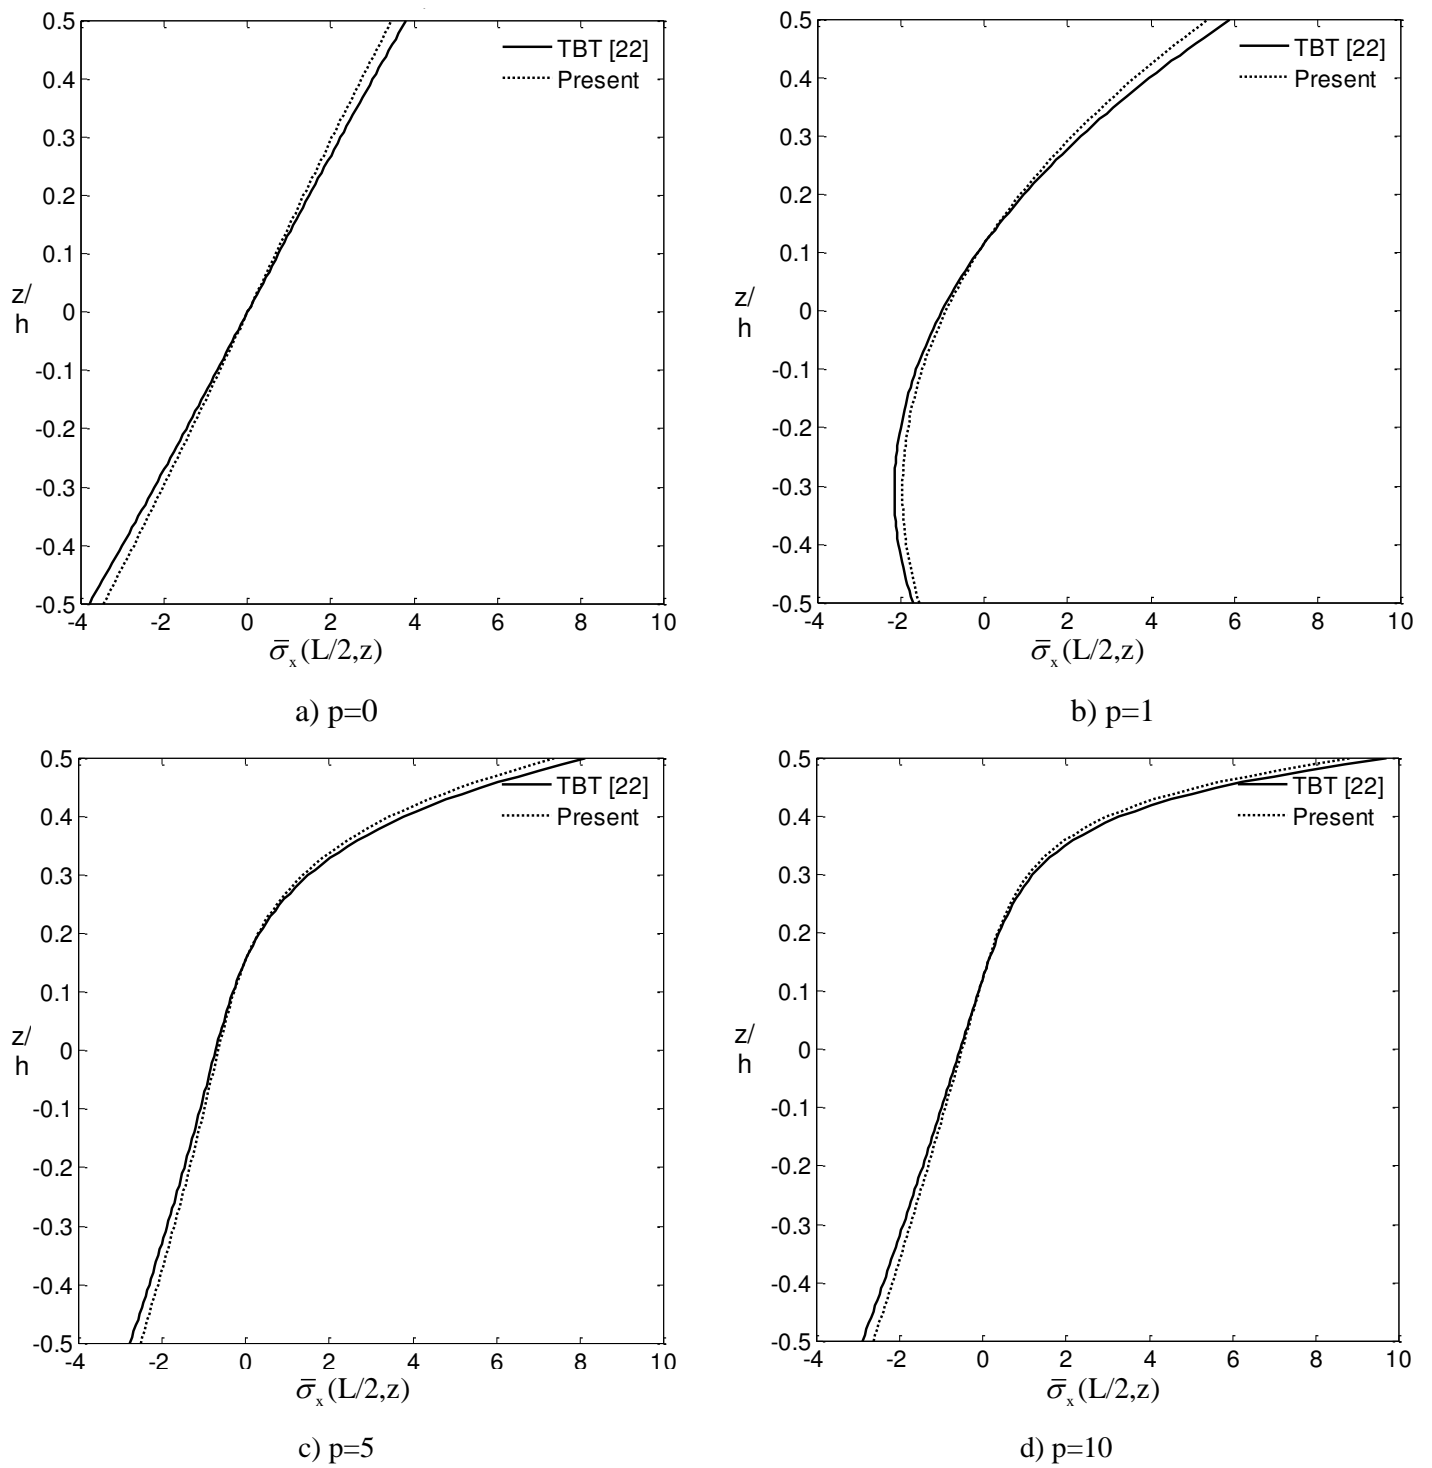 0.5
0.4
0.3
0.2
0.1
0
-0.1
-0.2
-0.3
-0.4
-0.5
z/
h
TBT [22]
Present
-4 -2 0 2 4 6 8 10
σ̅ₓ(L/2,z)
a) p=0
0.5
0.4
0.3
0.2
0.1
0
-0.1
-0.2
-0.3
-0.4
-0.5
z/
h
TBT [22]
Present
-4 -2 0 2 4 6 8 10
σ̅ₓ(L/2,z)
b) p=1
0.5
0.4
0.3
0.2
0.1
0
-0.1
-0.2
-0.3
-0.4
-0.5
z/
h
TBT [22]
Present
-4 -2 0 2 4 6 8 10
σ̅ₓ(L/2,z)
c) p=5
0.5
0.4
0.3
0.2
0.1
0
-0.1
-0.2
-0.3
-0.4
-0.5
z/
h
TBT [22]
Present
-4 -2 0 2 4 6 8 10
σ̅ₓ(L/2,z)
d) p=10